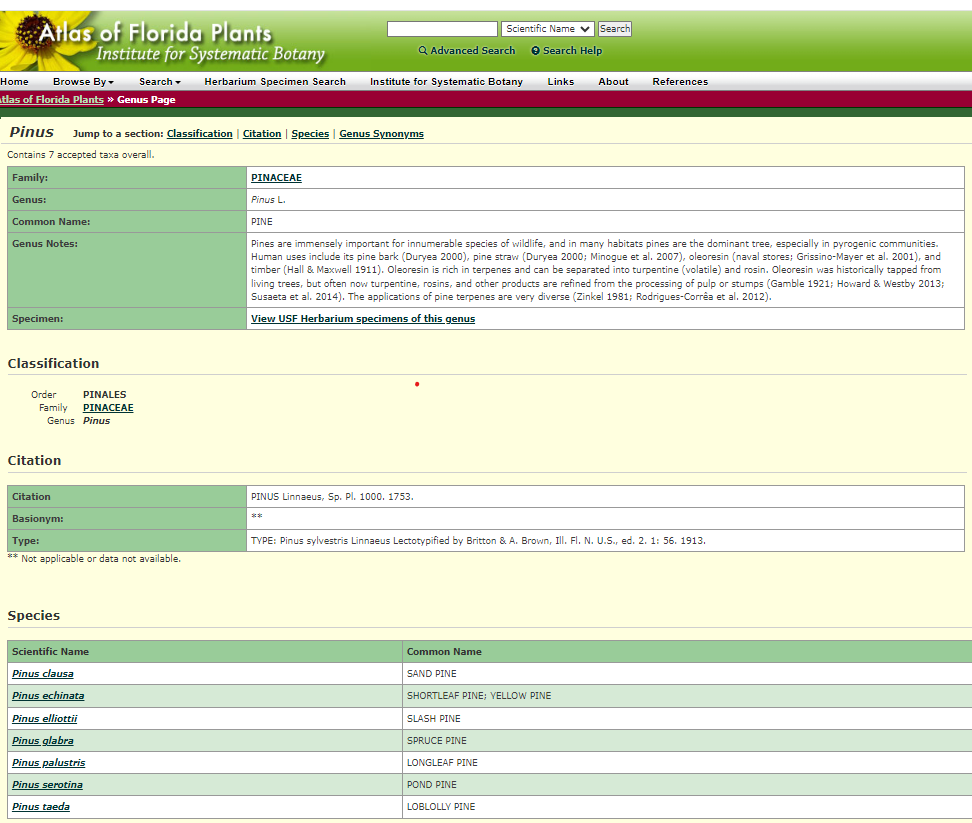 Atlas of Florida Plants
Institute for Systematic Botany
Scientific Name Search
Advanced Search Search Help
Home Browse By Search Herbarium Specimen Search Institute for Systematic Botany Links About References
Atlas of Florida Plants » Genus Page
Pinus Jump to a section: Classification | Citation | Species | Genus Synonyms
Contains 7 accepted taxa overall.
Family: PINACEAE
Genus: Pinus L.
Common Name: PINE
Genus Notes: Pines are immensely important for innumerable species of wildlife, and in many habitats pines are the dominant tree, especially in pyrogenic communities.
Human uses include its pine bark (Duryea 2000), pine straw (Duryea 2000; Minogue et al. 2007), oleoresin (naval stores; Grissino-Mayer et al. 2001), and
timber (Hall & Maxwell 1911). Oleoresin is rich in terpenes and can be separated into turpentine (volatile) and rosin. Oleoresin was historically tapped from
living trees, but often now turpentine, rosins, and other products are refined from the processing of pulp or stumps (Gamble 1921; Howard & Westby 2013;
Susaeta et al. 2014). The applications of pine terpenes are very diverse (Zinkel 1981; Rodrigues-Corrêa et al. 2012).
Specimen: View USF Herbarium specimens of this genus
Classification
Order PINALES
Family PINACEAE
Genus Pinus
Citation
Citation PINUS Linnaeus, Sp. Pl. 1000. 1753.
Basionym: **
Type: TYPE: Pinus sylvestris Linnaeus Lectotypified by Britton & A. Brown, Ill. Fl. N. U.S., ed. 2. 1: 56. 1913.
** Not applicable or data not available.
Species
Scientific Name Common Name
Pinus clausa SAND PINE
Pinus echinata SHORTLEAF PINE; YELLOW PINE
Pinus elliottii SLASH PINE
Pinus glabra SPRUCE PINE
Pinus palustris LONGLEAF PINE
Pinus serotina POND PINE
Pinus taeda LOBLOLLY PINE